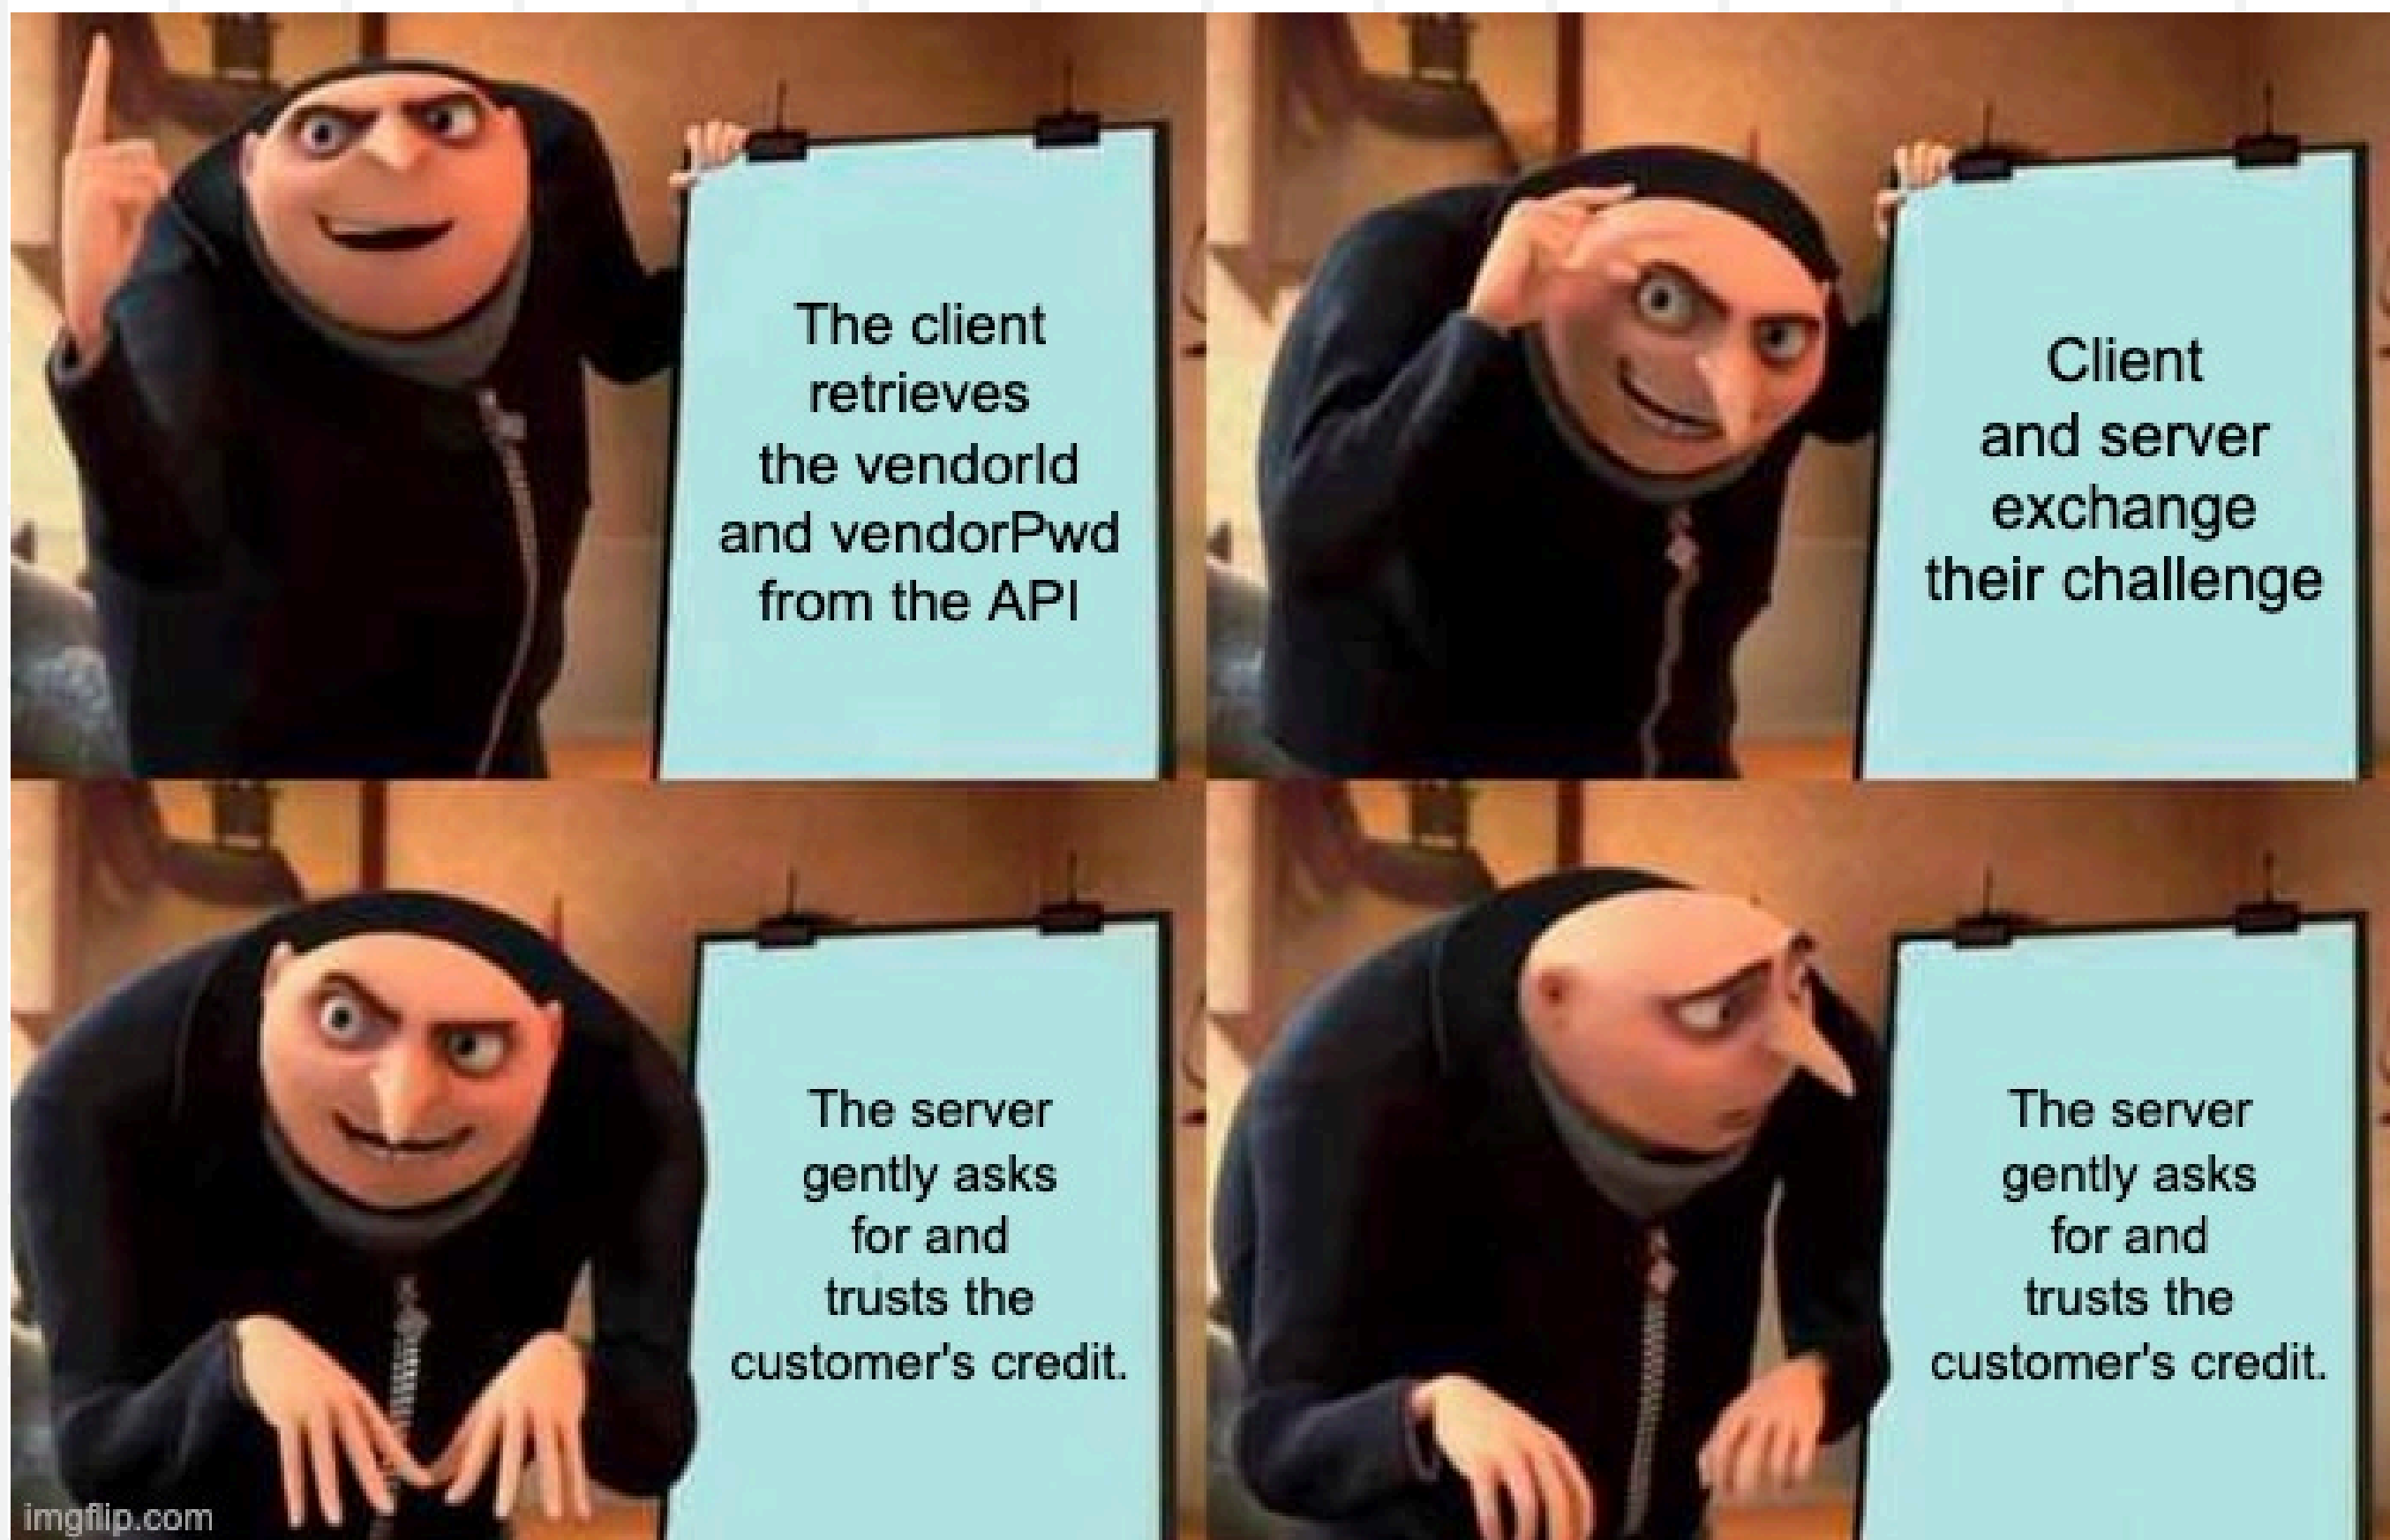 The client
retrieves
the vendorId
and vendorPwd
from the API
Client
and server
exchange
their challenge
The server
gently asks
for and
trusts the
customer's credit.
The server
gently asks
for and
trusts the
customer's credit.
imgflip.com